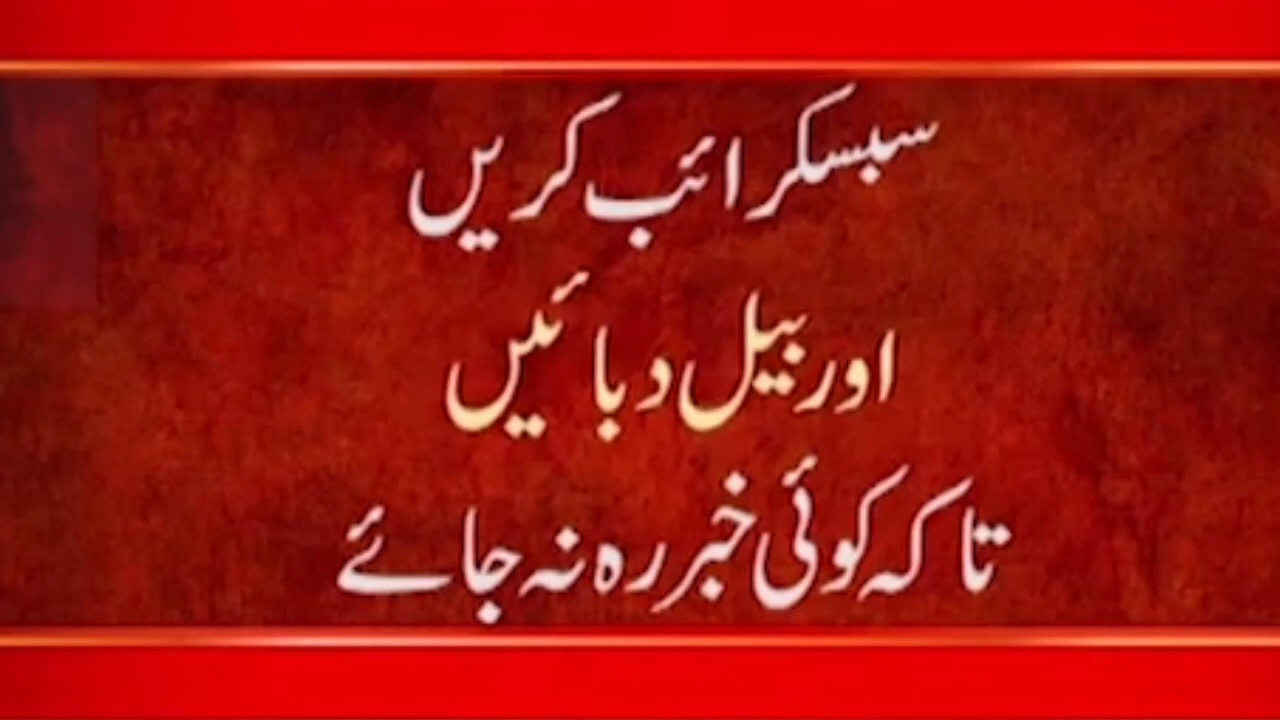 سبسکرائب کریں
اور بیل دبائیں
تاکہ کوئی خبر رہ نہ جائے